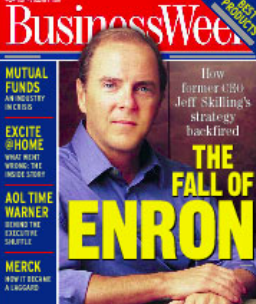 BusinessWeek
BEST
PRODUCTS
MUTUAL
FUNDS
AN INDUSTRY
IN CRISIS
EXCITE
@HOME
WHAT WENT
WRONG: THE
INSIDE STORY
AOL TIME
WARNER
BEHIND THE
EXECUTIVE
SHUFFLE
MERCK
HOW IT BECAME
A LAGGARD
How
former CEO
Jeff Skilling's
strategy
backfired
THE
FALL OF
ENRON